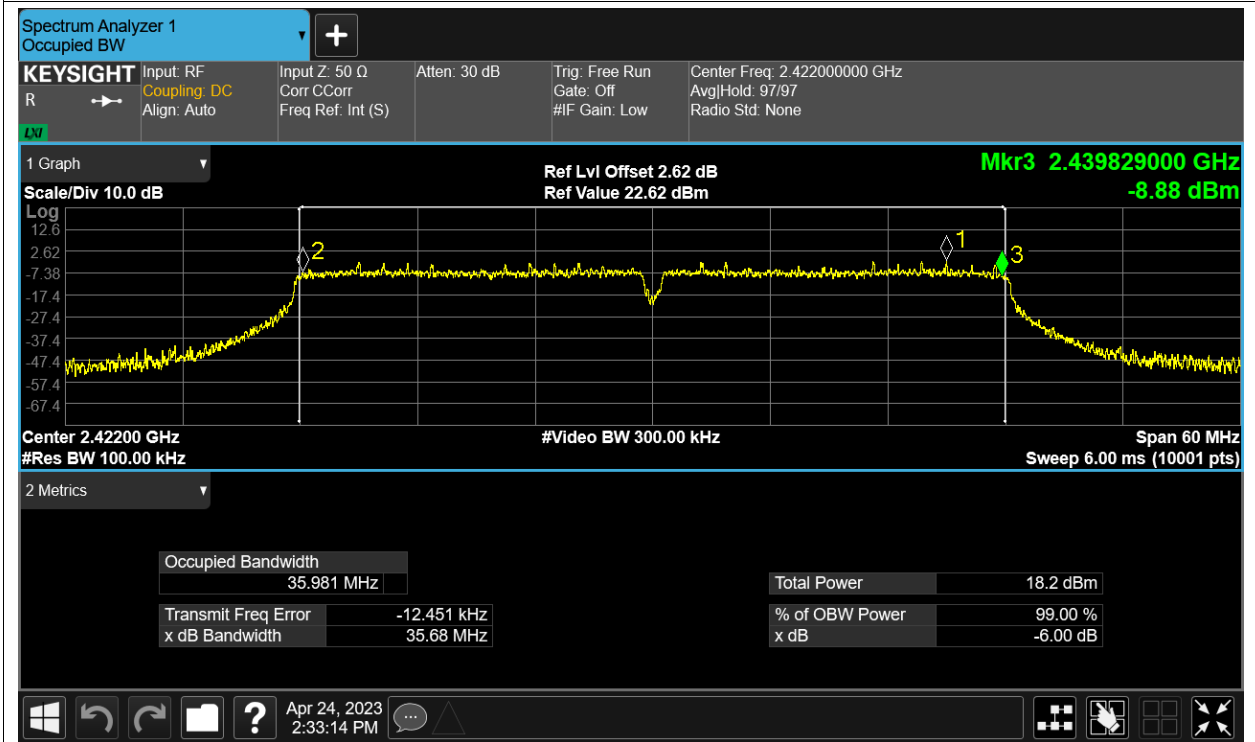 Spectrum Analyzer 1
Occupied BW
KEYSIGHT
R
LXI
Input: RF
Coupling: DC
Align: Auto
Input Z: 50 Ω
Corr CCorr
Freq Ref: Int (S)
Atten: 30 dB
Trig: Free Run
Gate: Off
#IF Gain: Low
Center Freq: 2.422000000 GHz
Avg|Hold: 97/97
Radio Std: None
1 Graph
Scale/Div 10.0 dB
Ref Lvl Offset 2.62 dB
Ref Value 22.62 dBm
Mkr3 2.439829000 GHz
-8.88 dBm
Log
12.6
2.62
-7.38
-17.4
-27.4
-37.4
-47.4
-57.4
-67.4
2
1
3
Center 2.42200 GHz
#Video BW 300.00 kHz
Span 60 MHz
#Res BW 100.00 kHz
Sweep 6.00 ms (10001 pts)
2 Metrics
Occupied Bandwidth
35.981 MHz
Transmit Freq Error -12.451 kHz
x dB Bandwidth 35.68 MHz
Total Power 18.2 dBm
% of OBW Power 99.00 %
x dB -6.00 dB
?
Apr 24, 2023
2:33:14 PM